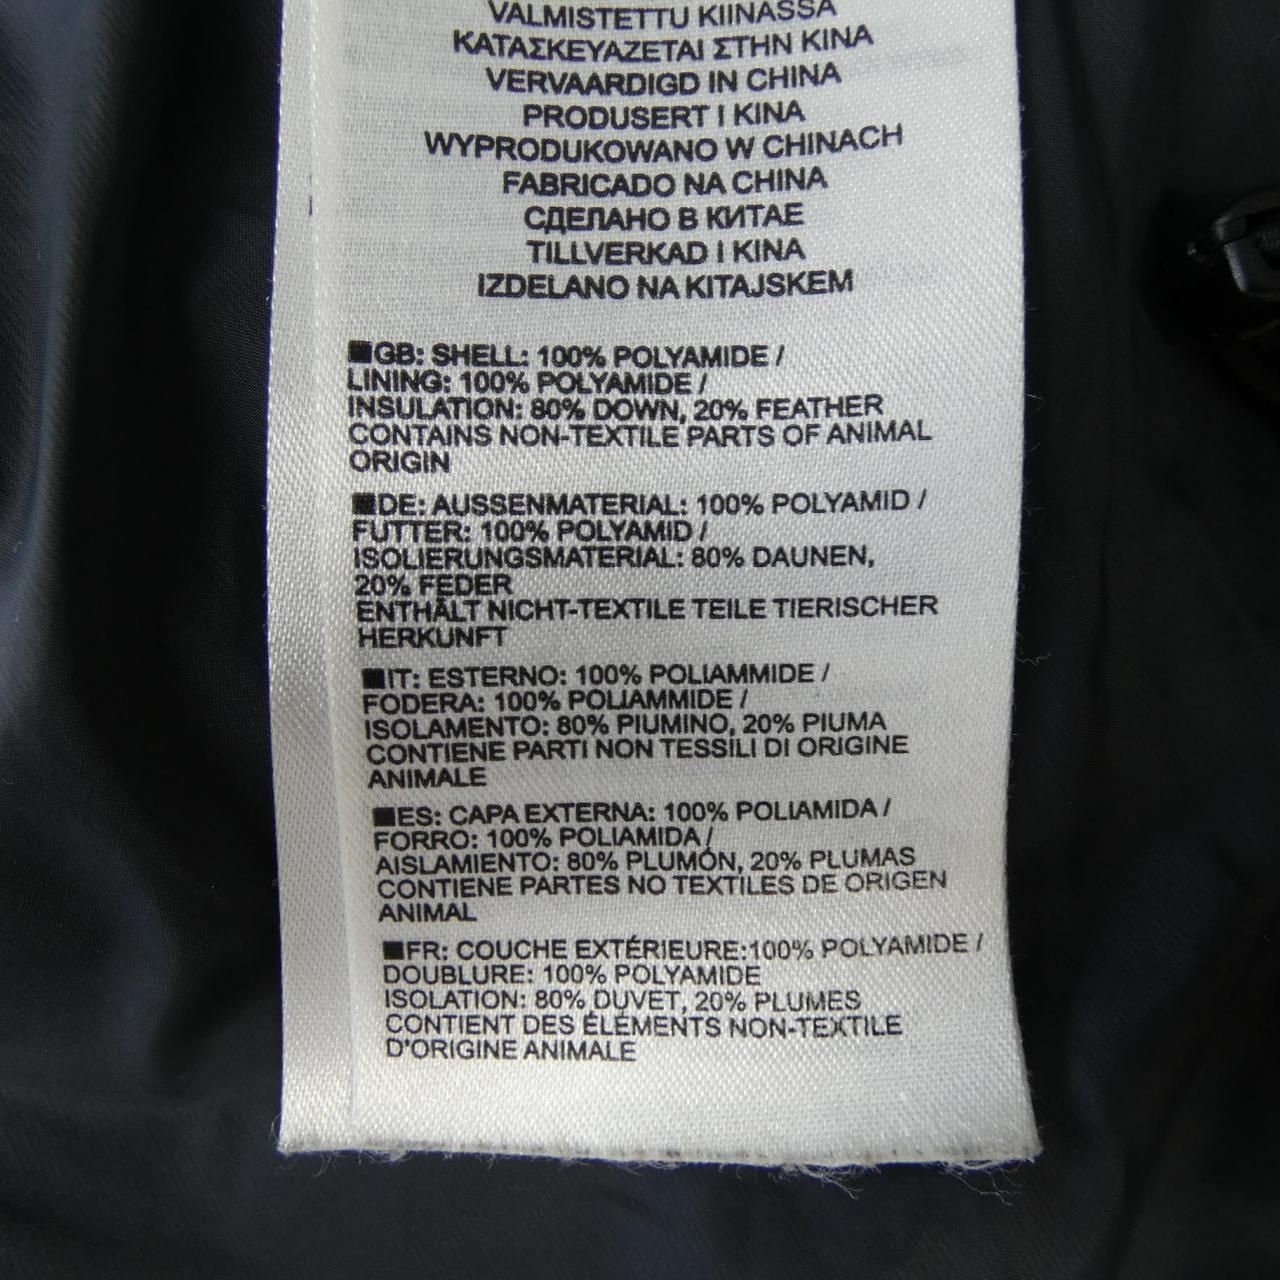 VALMISTETTU KIINASSA
ΚΑΤΑΣΚΕΥΑΖΕΤΑΙ ΣΤΗΝ ΚΙΝΑ
VERVAARDIGD IN CHINA
PRODUSERT I KINA
WYPRODUKOWANO W CHINACH
FABRICADO NA CHINA
СДЕЛАНО В КИТАЕ
TILLVERKAD I KINA
IZDELANO NA KITAJSKEM
■GB: SHELL: 100% POLYAMIDE /
LINING: 100% POLYAMIDE /
INSULATION: 80% DOWN, 20% FEATHER
CONTAINS NON-TEXTILE PARTS OF ANIMAL
ORIGIN
■DE: AUSSENMATERIAL: 100% POLYAMID /
FUTTER: 100% POLYAMID /
ISOLIERUNGSMATERIAL: 80% DAUNEN,
20% FEDER
ENTHÄLT NICHT-TEXTILE TEILE TIERISCHER
HERKUNFT
■IT: ESTERNO: 100% POLIAMMIDE /
FODERA: 100% POLIAMMIDE /
ISOLAMENTO: 80% PIUMINO, 20% PIUMA
CONTIENE PARTI NON TESSILI DI ORIGINE
ANIMALE
■ES: CAPA EXTERNA: 100% POLIAMIDA /
FORRO: 100% POLIAMIDA /
AISLAMIENTO: 80% PLUMÓN, 20% PLUMAS
CONTIENE PARTES NO TEXTILES DE ORIGEN
ANIMAL
■FR: COUCHE EXTÉRIEURE:100% POLYAMIDE /
DOUBLURE: 100% POLYAMIDE
ISOLATION: 80% DUVET, 20% PLUMES
CONTIENT DES ÉLÉMENTS NON-TEXTILE
D'ORIGINE ANIMALE